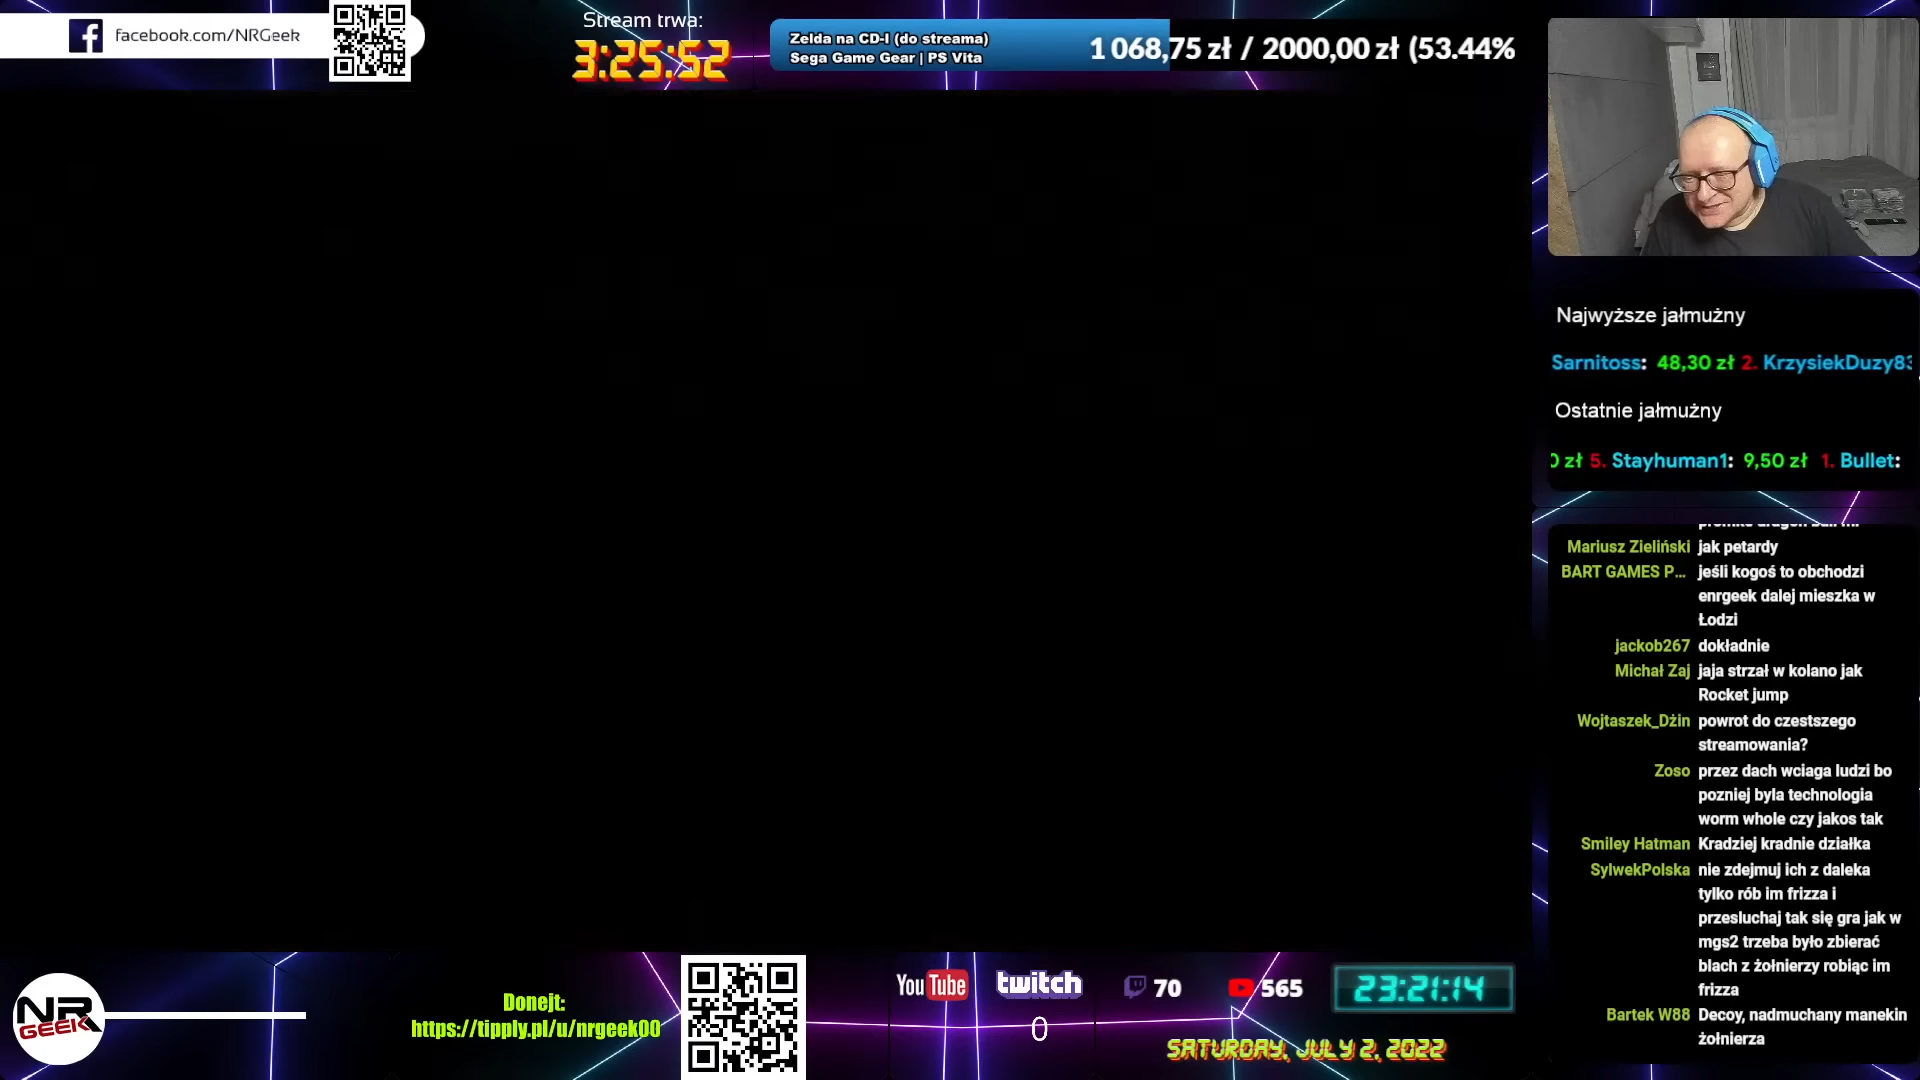 facebook.com/NRGeek
Stream trwa:
3:25:52
Zelda na CD-I (do streama)
Sega Game Gear | PS Vita
1 068,75 zł / 2000,00 zł (53.44%
Najwyższe jałmużny
Sarnitoss: 48,30 zł 2. KrzysiekDuzy83
Ostatnie jałmużny
0 zł 5. Stayhuman1: 9,50 zł 1. Bullet:
Mariusz Zieliński jak petardy
BART GAMES P... jeśli kogoś to obchodzi
enrgeek dalej mieszka w
Łodzi
jackob267 dokładnie
Michał Zaj jaja strzał w kolano jak
Rocket jump
Wojtaszek_Dżin powrot do czestszego
streamowania?
Zoso przez dach wciaga ludzi bo
pozniej byla technologia
worm whole czy jakos tak
Smiley Hatman Kradziej kradnie działka
SylwekPolska nie zdejmuj ich z daleka
tylko rób im frizza i
przesluchaj tak się gra jak w
mgs2 trzeba było zbierać
blach z żołnierzy robiąc im
frizza
Bartek W88 Decoy, nadmuchany manekin
żołnierza
NR
GEEK
Donejt:
https://tipply.pl/u/nrgeek00
YouTube
twitch
70
565
23:21:14
0
SATURDAY, JULY 2, 2022